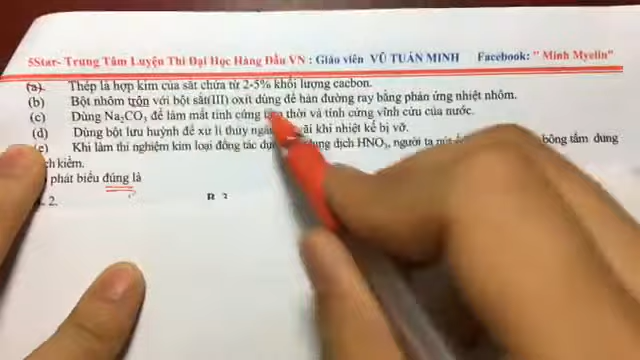 5Star- Trung Tâm Luyện Thi Đại Học Hàng Đầu VN : Giáo viên VŨ TUẤN MINH Facebook: " Minh Myelin"
(a). Thép là hợp kim của sắt chứa từ 2-5% khối lượng cacbon.
(b) Bột nhôm trộn với bột sắt(III) oxit dùng để hàn đường ray bằng phản ứng nhiệt nhôm.
(c) Dùng Na₂CO₃ để làm mất tính cứng tạm thời và tính cứng vĩnh cửu của nước.
(d) Dùng bột lưu huỳnh để xử lí thủy ngân khi nhiệt kế bị vỡ.
(e) Khi làm thí nghiệm kim loại đồng tác dụng dung dịch HNO₃, người ta nút bông tẩm dung
kiềm.
phát biểu đúng là
2. B